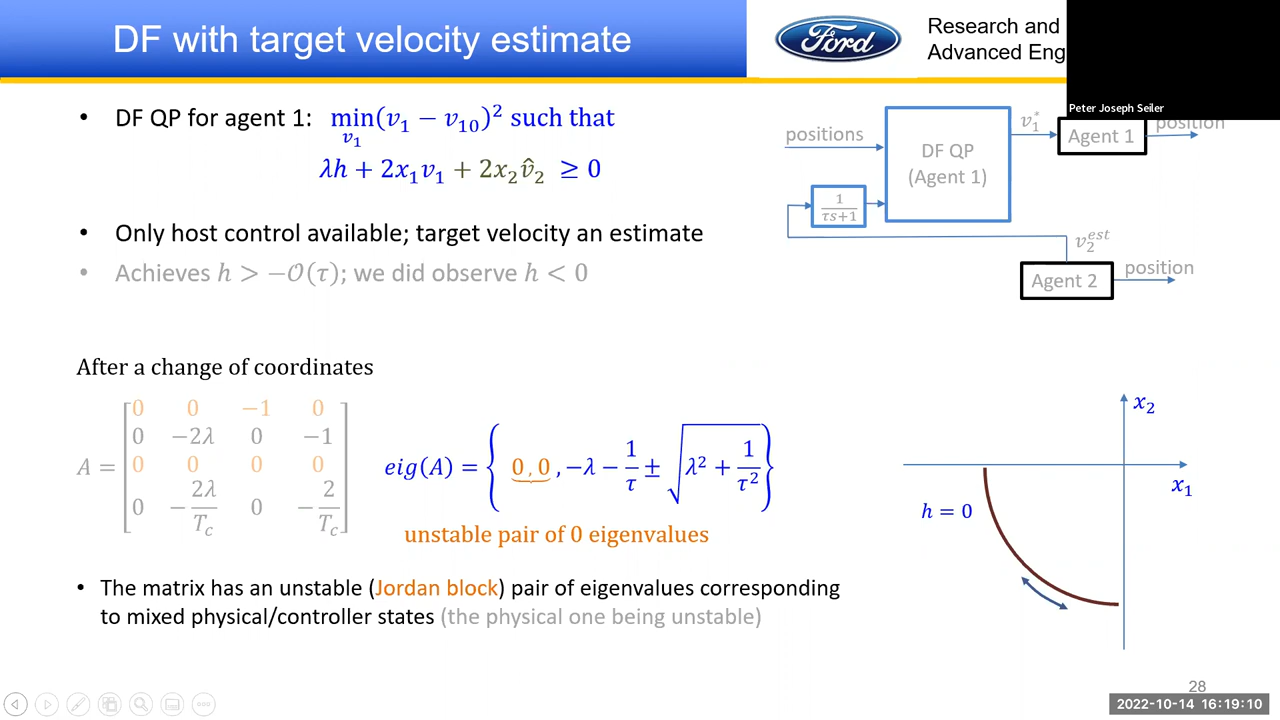 DF with target velocity estimate
Ford
Research and
Advanced Eng
Peter Joseph Seiler
• DF QP for agent 1: min_{v_1} (v_1 − v_{10})^2 such that
λh + 2x_1v_1 + 2x_2v̂_2 ≥ 0
• Only host control available; target velocity an estimate
• Achieves h > −𝒪(τ); we did observe h < 0
positions
DF QP
(Agent 1)
v_1^*
Agent 1
position
1/(τs+1)
v_2^{est}
Agent 2
position
After a change of coordinates
A = [0 0 −1 0
0 −2λ 0 −1
0 0 0 0
0 −2λ/T_c 0 −2/T_c]
eig(A) = { 0 , 0 , −λ − 1/τ ± √(λ^2 + 1/τ^2) }
unstable pair of 0 eigenvalues
x_2
x_1
h = 0
• The matrix has an unstable (Jordan block) pair of eigenvalues corresponding
to mixed physical/controller states (the physical one being unstable)
28
2022-10-14 16:19:10